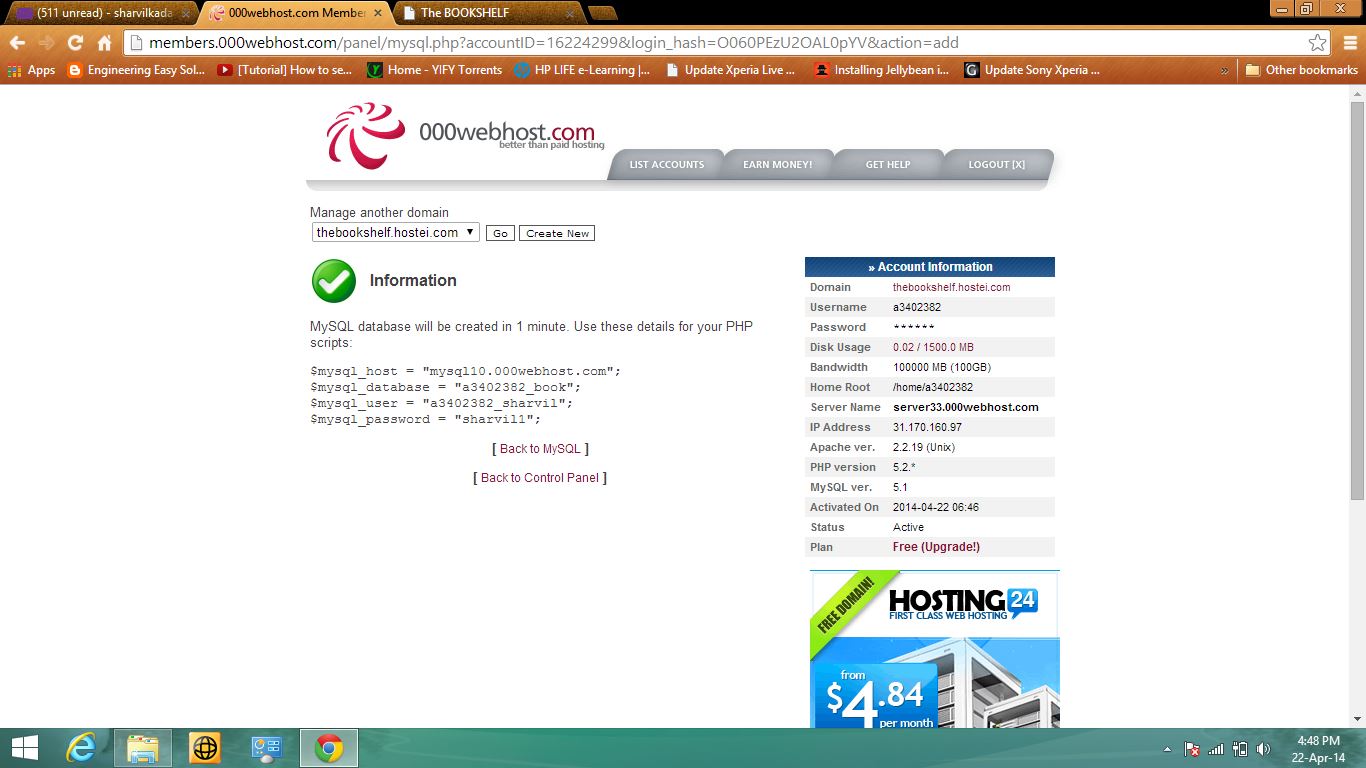 (511 unread) - sharvilkada
000webhost.com Member
The BOOKSHELF
members.000webhost.com/panel/mysql.php?accountID=16224299&login_hash=O060PEzU2OAL0pYV&action=add
Apps
Engineering Easy Sol...
[Tutorial] How to se...
Home - YIFY Torrents
HP LIFE e-Learning |...
Update Xperia Live ...
Installing Jellybean i...
Update Sony Xperia ...
»
Other bookmarks
000webhost.com
better than paid hosting
LIST ACCOUNTS
EARN MONEY!
GET HELP
LOGOUT [X]
Manage another domain
thebookshelf.hostei.com
Go
Create New
Information
MySQL database will be created in 1 minute. Use these details for your PHP
scripts:
$mysql_host = "mysql10.000webhost.com";
$mysql_database = "a3402382_book";
$mysql_user = "a3402382_sharvil";
$mysql_password = "sharvil1";
[ Back to MySQL ]
[ Back to Control Panel ]
» Account Information
Domain thebookshelf.hostei.com
Username a3402382
Password ******
Disk Usage 0.02 / 1500.0 MB
Bandwidth 100000 MB (100GB)
Home Root /home/a3402382
Server Name server33.000webhost.com
IP Address 31.170.160.97
Apache ver. 2.2.19 (Unix)
PHP version 5.2.*
MySQL ver. 5.1
Activated On 2014-04-22 06:46
Status Active
Plan Free (Upgrade!)
FREE DOMAIN!
HOSTING 24
FIRST CLASS WEB HOSTING
from
$4.84
per month
4:48 PM
22-Apr-14